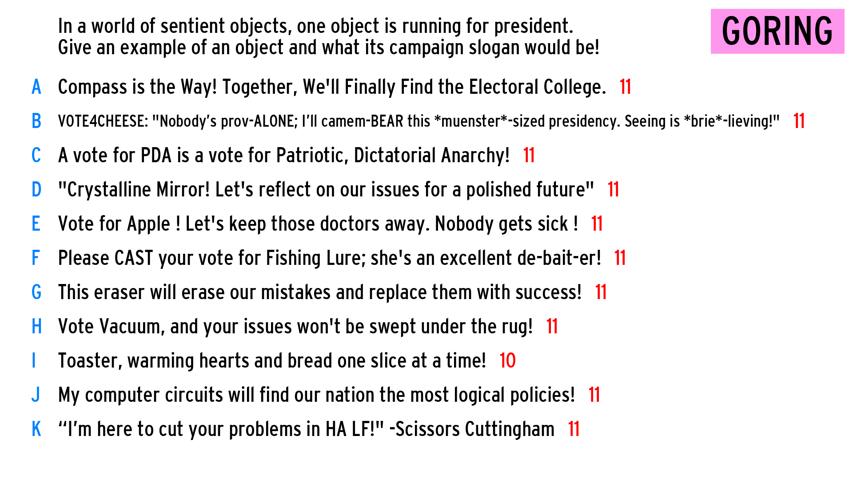 In a world of sentient objects, one object is running for president.
Give an example of an object and what its campaign slogan would be!
GORING
A Compass is the Way! Together, We'll Finally Find the Electoral College. 11
B VOTE4CHEESE: "Nobody's prov-ALONE; I'll camem-BEAR this *muenster*-sized presidency. Seeing is *brie*-lieving!" 11
C A vote for PDA is a vote for Patriotic, Dictatorial Anarchy! 11
D "Crystalline Mirror! Let's reflect on our issues for a polished future" 11
E Vote for Apple ! Let's keep those doctors away. Nobody gets sick ! 11
F Please CAST your vote for Fishing Lure; she's an excellent de-bait-er! 11
G This eraser will erase our mistakes and replace them with success! 11
H Vote Vacuum, and your issues won't be swept under the rug! 11
I Toaster, warming hearts and bread one slice at a time! 10
J My computer circuits will find our nation the most logical policies! 11
K “I'm here to cut your problems in HA LF!" -Scissors Cuttingham 11